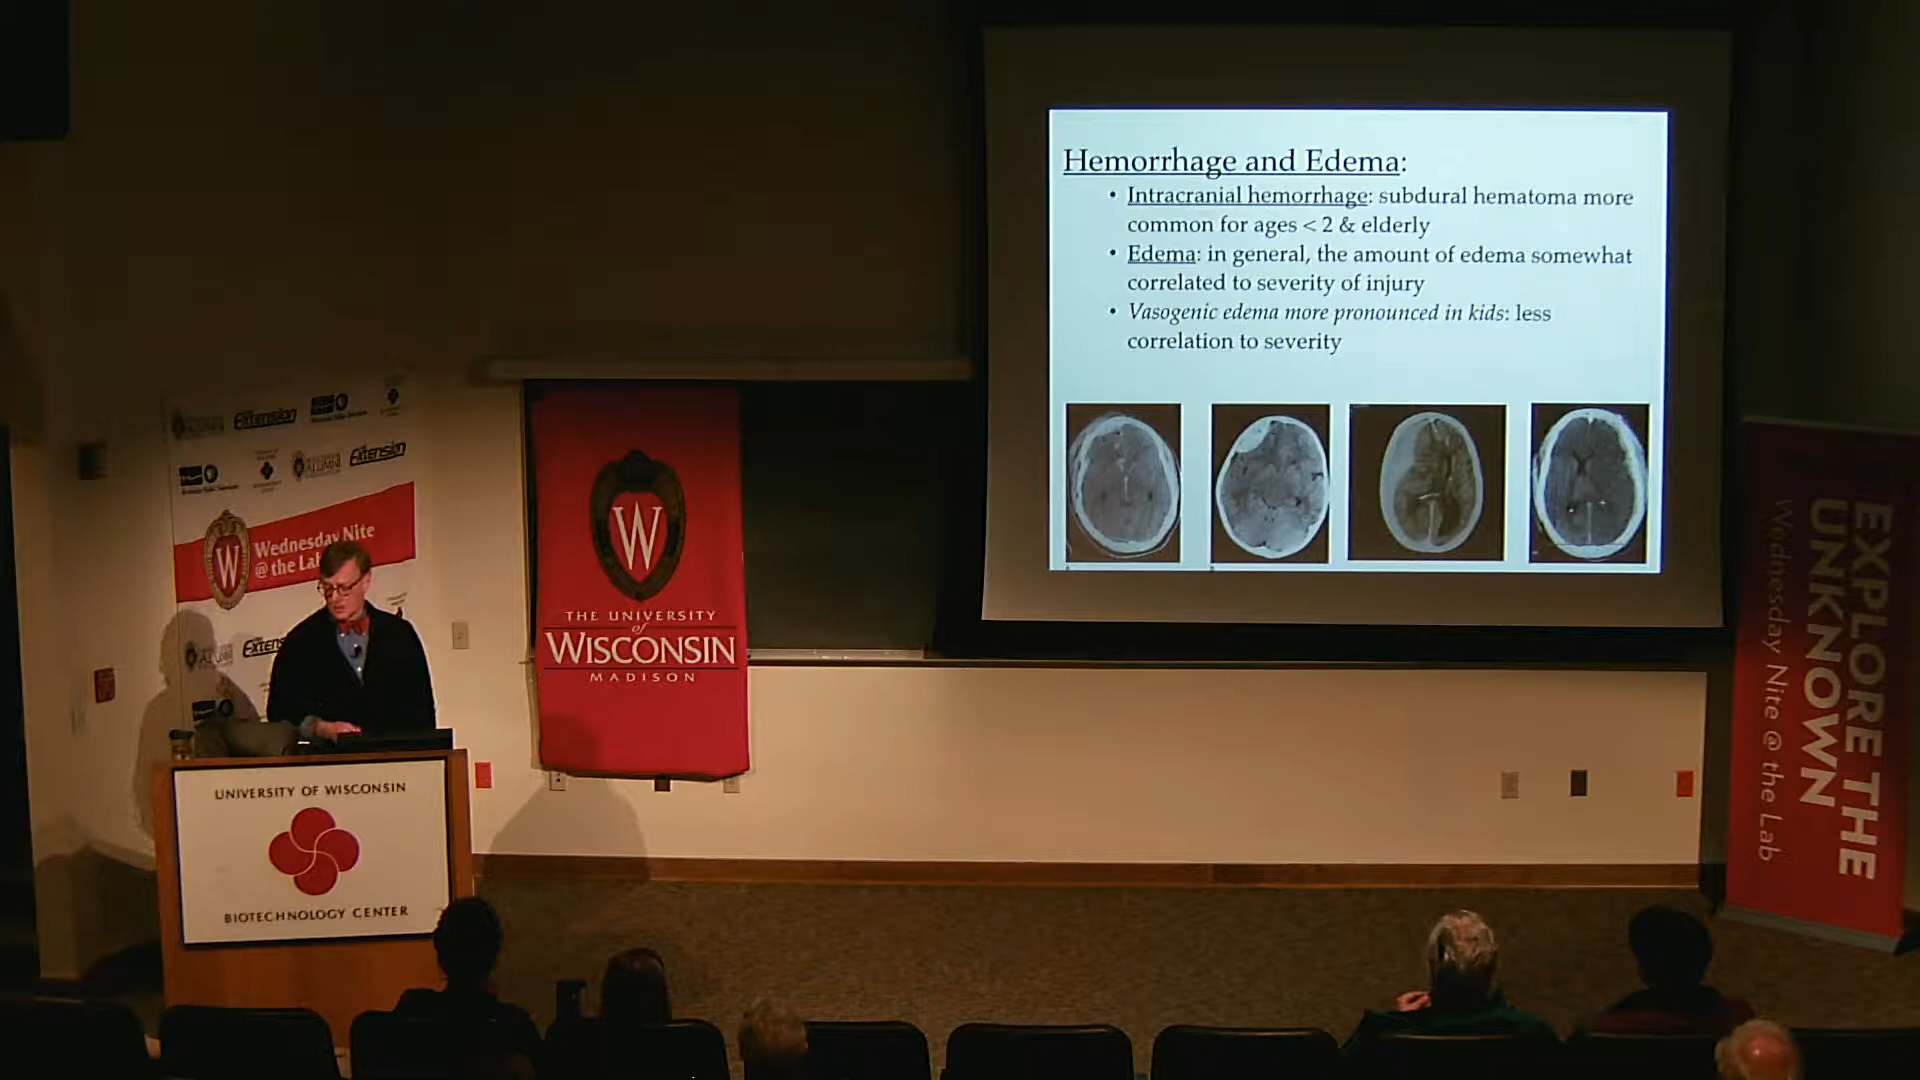 Hemorrhage and Edema:
• Intracranial hemorrhage: subdural hematoma more
common for ages < 2 & elderly
• Edema: in general, the amount of edema somewhat
correlated to severity of injury
• Vasogenic edema more pronounced in kids: less
correlation to severity
Extension
ALUMNI
Extension
W
Wednesday Nite
@ the Lab
W
THE UNIVERSITY
of
WISCONSIN
MADISON
UNIVERSITY OF WISCONSIN
BIOTECHNOLOGY CENTER
EXPLORE THE
UNKNOWN
Wednesday Nite @ the Lab